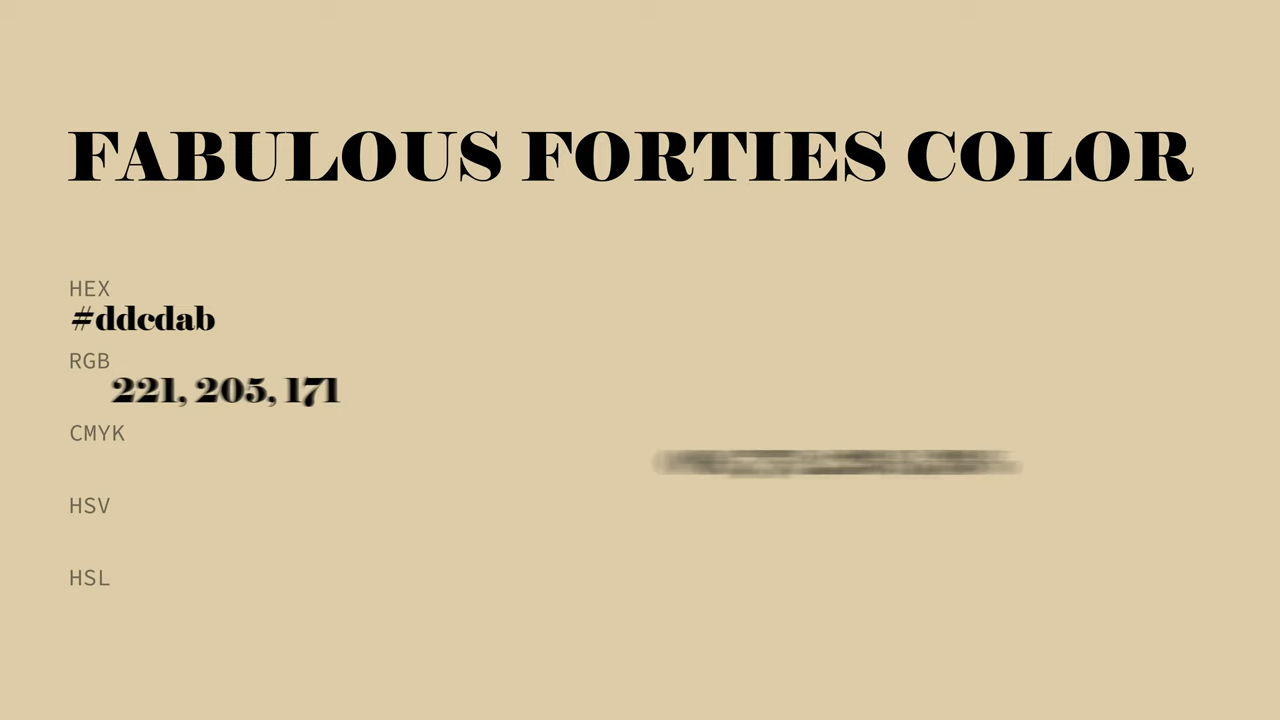 FABULOUS FORTIES COLOR
HEX
#ddcdab
RGB
221, 205, 171
CMYK
HSV
HSL